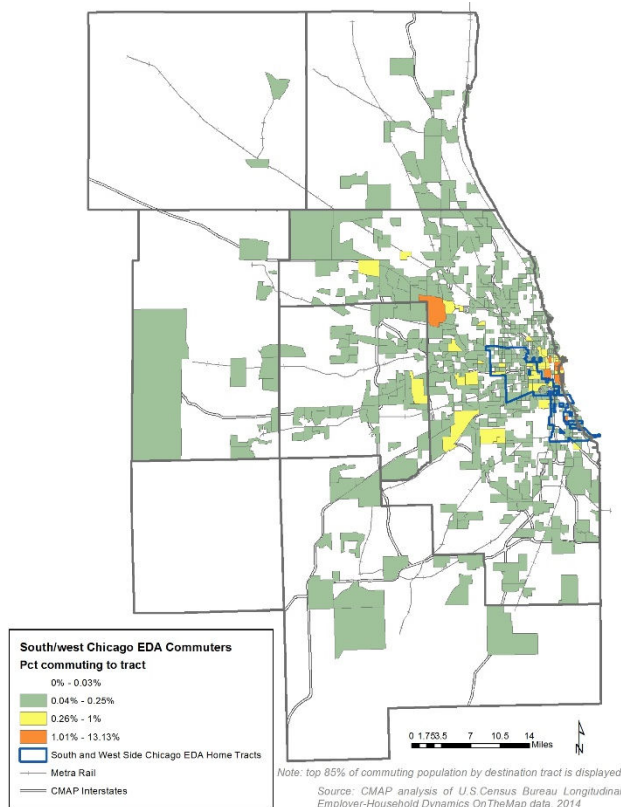 South/west Chicago EDA Commuters
Pct commuting to tract
0% - 0.03%
0.04% - 0.25%
0.26% - 1%
1.01% - 13.13%
South and West Side Chicago EDA Home Tracts
Metra Rail
CMAP Interstates
0 1.75 3.5 7 10.5 14
Miles
N
Note: top 85% of commuting population by destination tract is displayed
Source: CMAP analysis of U.S.Census Bureau Longitudinal
Employer-Household Dynamics OnTheMap data, 2014